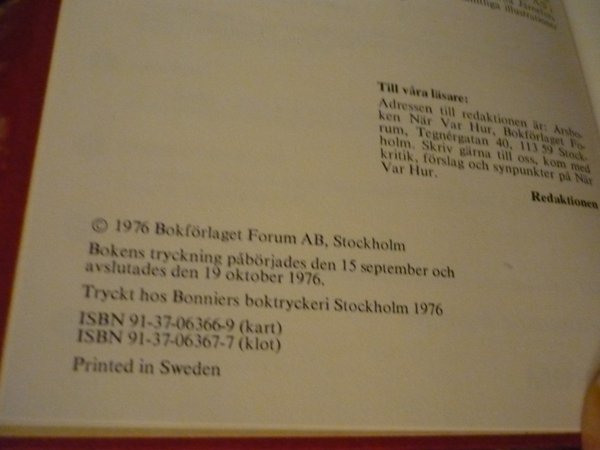 samtliga illustrationer
Till våra läsare:
Adressen till redaktionen är: Årsbo-
ken När Var Hur, Bokförlaget Fo-
rum, Tegnérgatan 40, 113 59 Stock-
holm. Skriv gärna till oss, kom med
kritik, förslag och synpunkter på När
Var Hur.
Redaktionen
© 1976 Bokförlaget Forum AB, Stockholm
Bokens tryckning påbörjades den 15 september och
avslutades den 19 oktober 1976.
Tryckt hos Bonniers boktryckeri Stockholm 1976
ISBN 91-37-06366-9 (kart)
ISBN 91-37-06367-7 (klot)
Printed in Sweden